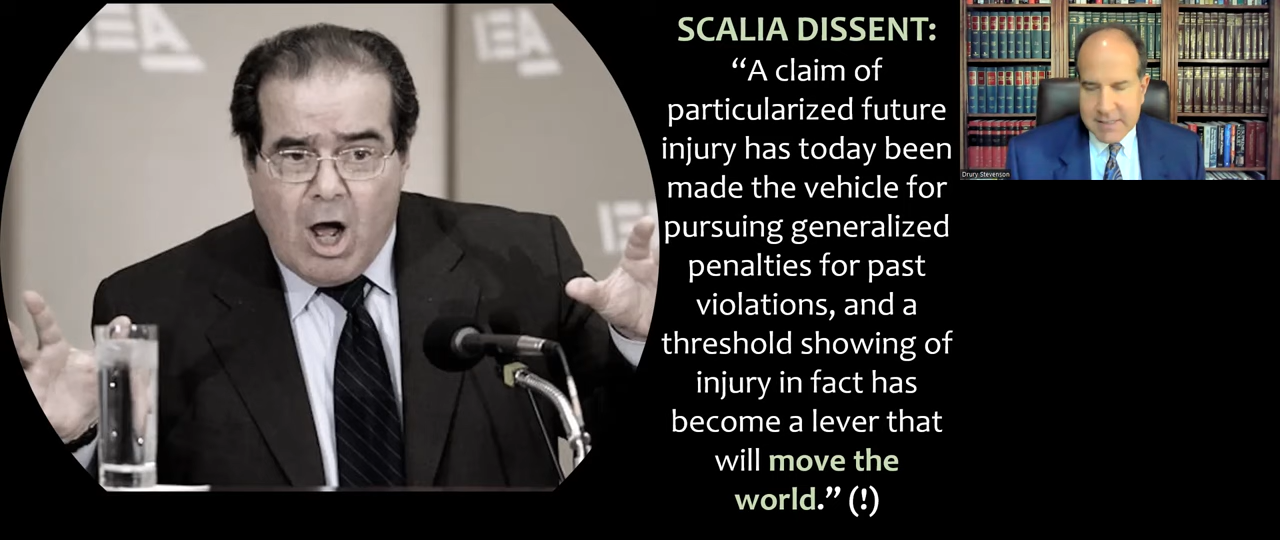 SCALIA DISSENT:
“A claim of
particularized future
injury has today been
made the vehicle for
pursuing generalized
penalties for past
violations, and a
threshold showing of
injury in fact has
become a lever that
will move the
world.” (!)
Drury Stevenson